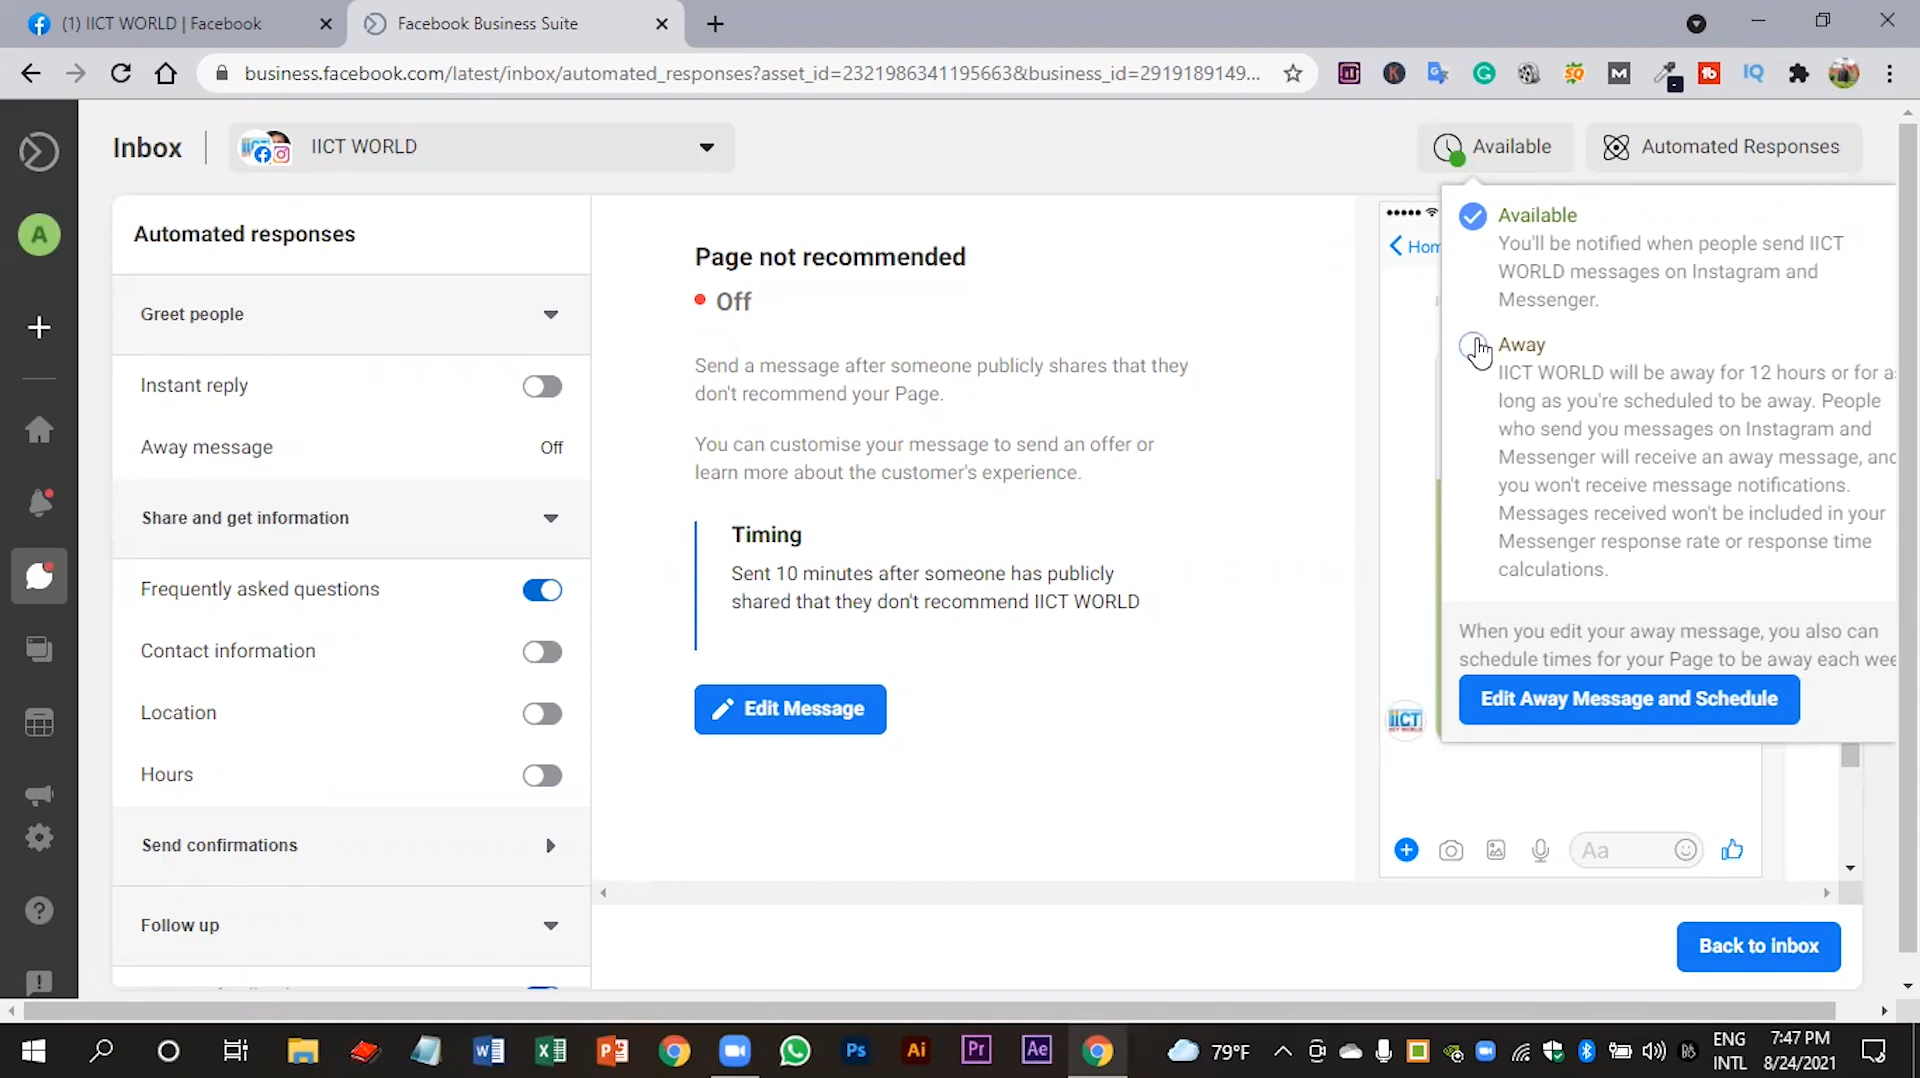 (1) IICT WORLD | Facebook
Facebook Business Suite
business.facebook.com/latest/inbox/automated_responses?asset_id=2321986341195663&business_id=2919189149...
Inbox
IICT WORLD
Available
Automated Responses
A
Automated responses
Greet people
Instant reply
Away message
Off
Share and get information
Frequently asked questions
Contact information
Location
Hours
Send confirmations
Follow up
Page not recommended
Off
Send a message after someone publicly shares that they
don't recommend your Page.
You can customise your message to send an offer or
learn more about the customer's experience.
Timing
Sent 10 minutes after someone has publicly
shared that they don't recommend IICT WORLD
Edit Message
Hom
Available
You'll be notified when people send IICT
WORLD messages on Instagram and
Messenger.
Away
IICT WORLD will be away for 12 hours or for as
long as you're scheduled to be away. People
who send you messages on Instagram and
Messenger will receive an away message, and
you won't receive message notifications.
Messages received won't be included in your
Messenger response rate or response time
calculations.
When you edit your away message, you also can
schedule times for your Page to be away each wee
Edit Away Message and Schedule
IICT
Aa
Back to inbox
79°F
ENG
INTL
7:47 PM
8/24/2021